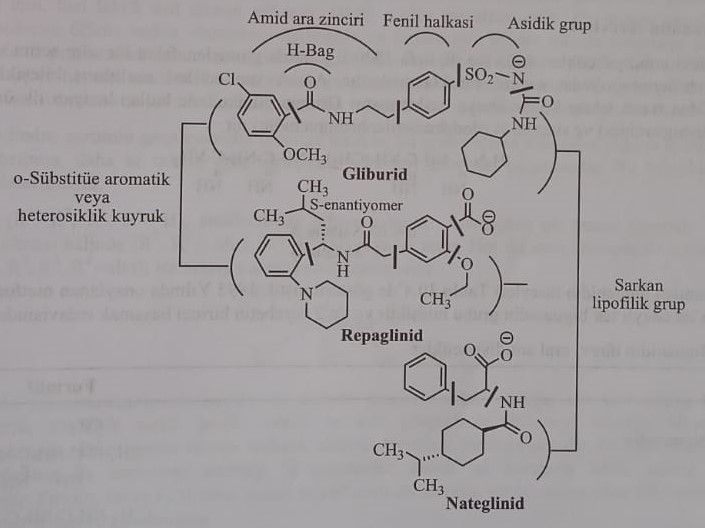 Amid ara zinciri Fenil halkasi Asidik grup
H-Bag
Cl
O
NH
OCH₃
SO₂ N
⊖
O
NH
Gliburid
o-Sübstitüe aromatik
veya
heterosiklik kuyruk
CH₃
CH₃
S-enantiyomer
O
N
H
N
O
O
⊖
O
CH₃
Repaglinid
Sarkan
lipofilik grup
O
O
⊖
NH
O
CH₃
CH₃
Nateglinid